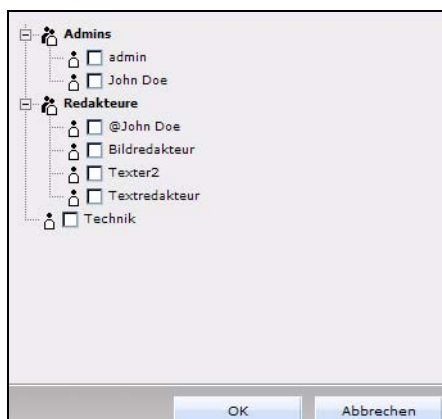 Admins
admin
John Doe
Redakteure
@John Doe
Bildredakteur
Texter2
Textredakteur
Technik
OK Abbrechen